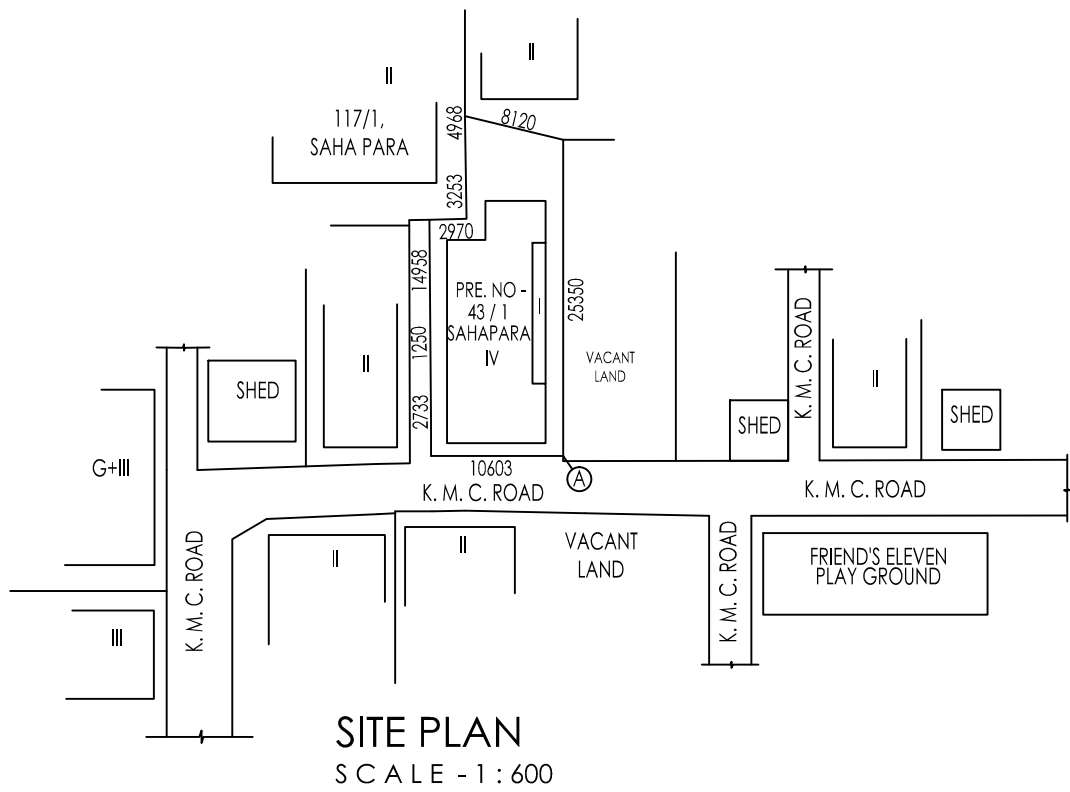 II
II
117/1,
SAHA PARA
4968
8120
3253
2970
14958
PRE. NO -
43 / 1
SAHAPARA
IV
I
25350
1250
2733
II
VACANT
LAND
K. M. C. ROAD
II
SHED
SHED
SHED
G+III
10603
A
K. M. C. ROAD
K. M. C. ROAD
K. M. C. ROAD
II
II
VACANT
LAND
K. M. C. ROAD
FRIEND'S ELEVEN
PLAY GROUND
III
SITE PLAN
SCALE - 1 : 600